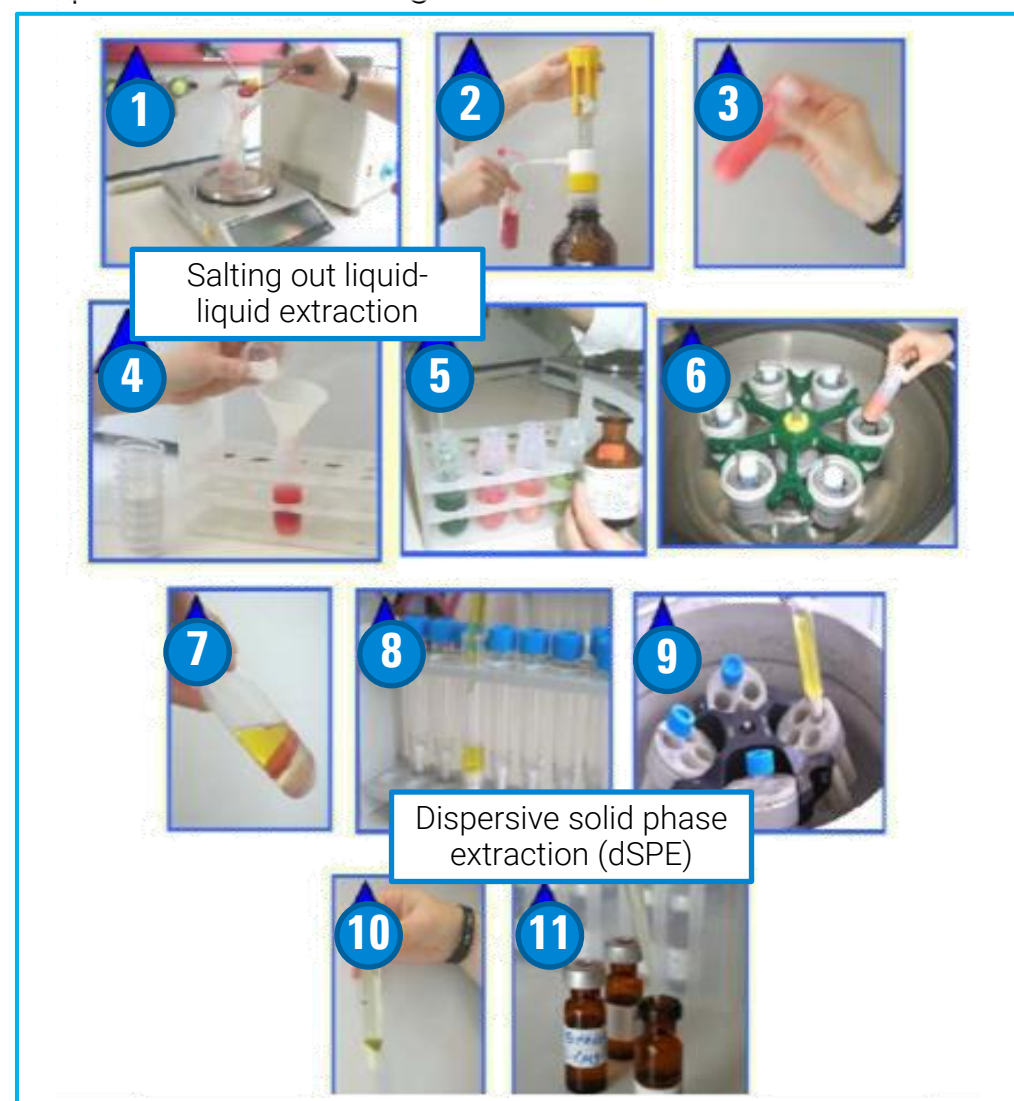 1
2
3
Salting out liquid-
liquid extraction
4
5
6
7
8
9
Dispersive solid phase
extraction (dSPE)
10
11